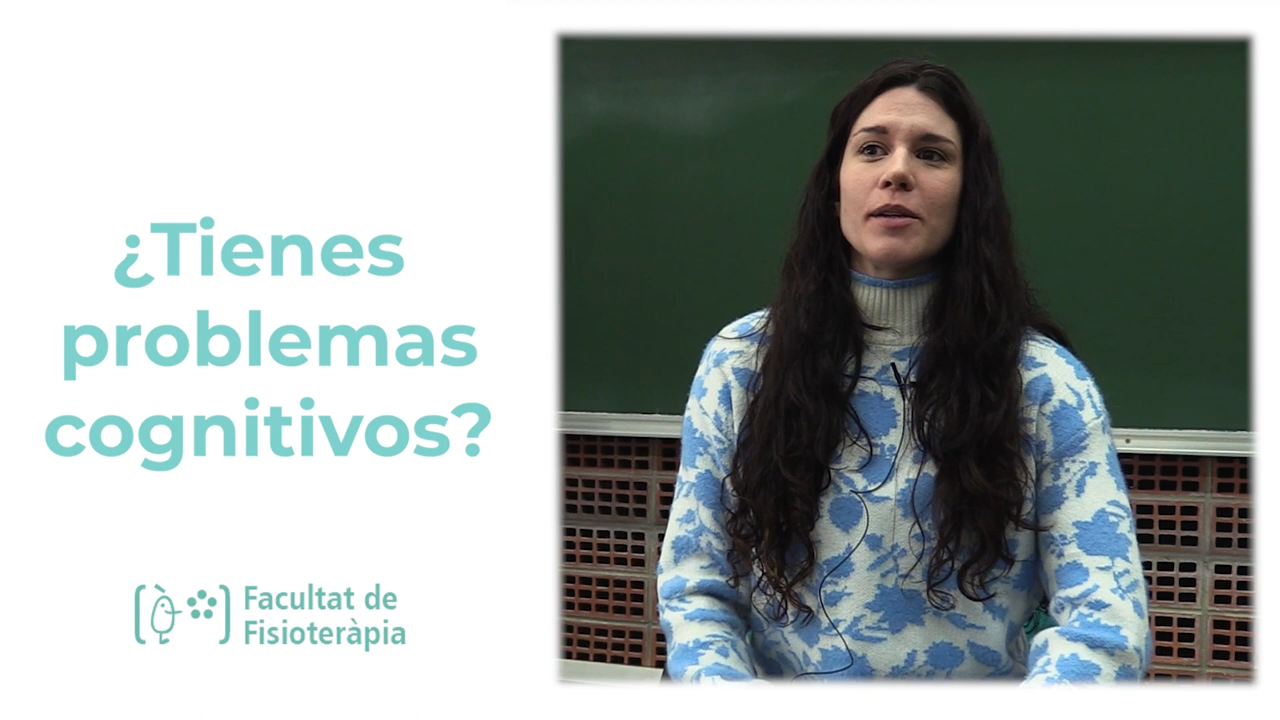 ¿Tienes
problemas
cognitivos?
Facultat de
Fisioteràpia